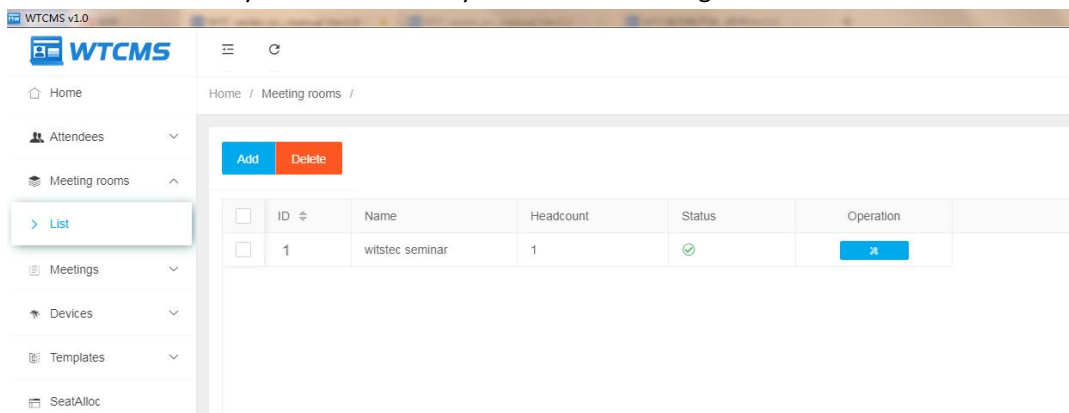 WTCMS v1.0
WTCMS
Home
Home / Meeting rooms /
Attendees
Add Delete
Meeting rooms
List
ID Name Headcount Status Operation
1 witstec seminar 1
Meetings
Devices
Templates
SeatAlloc